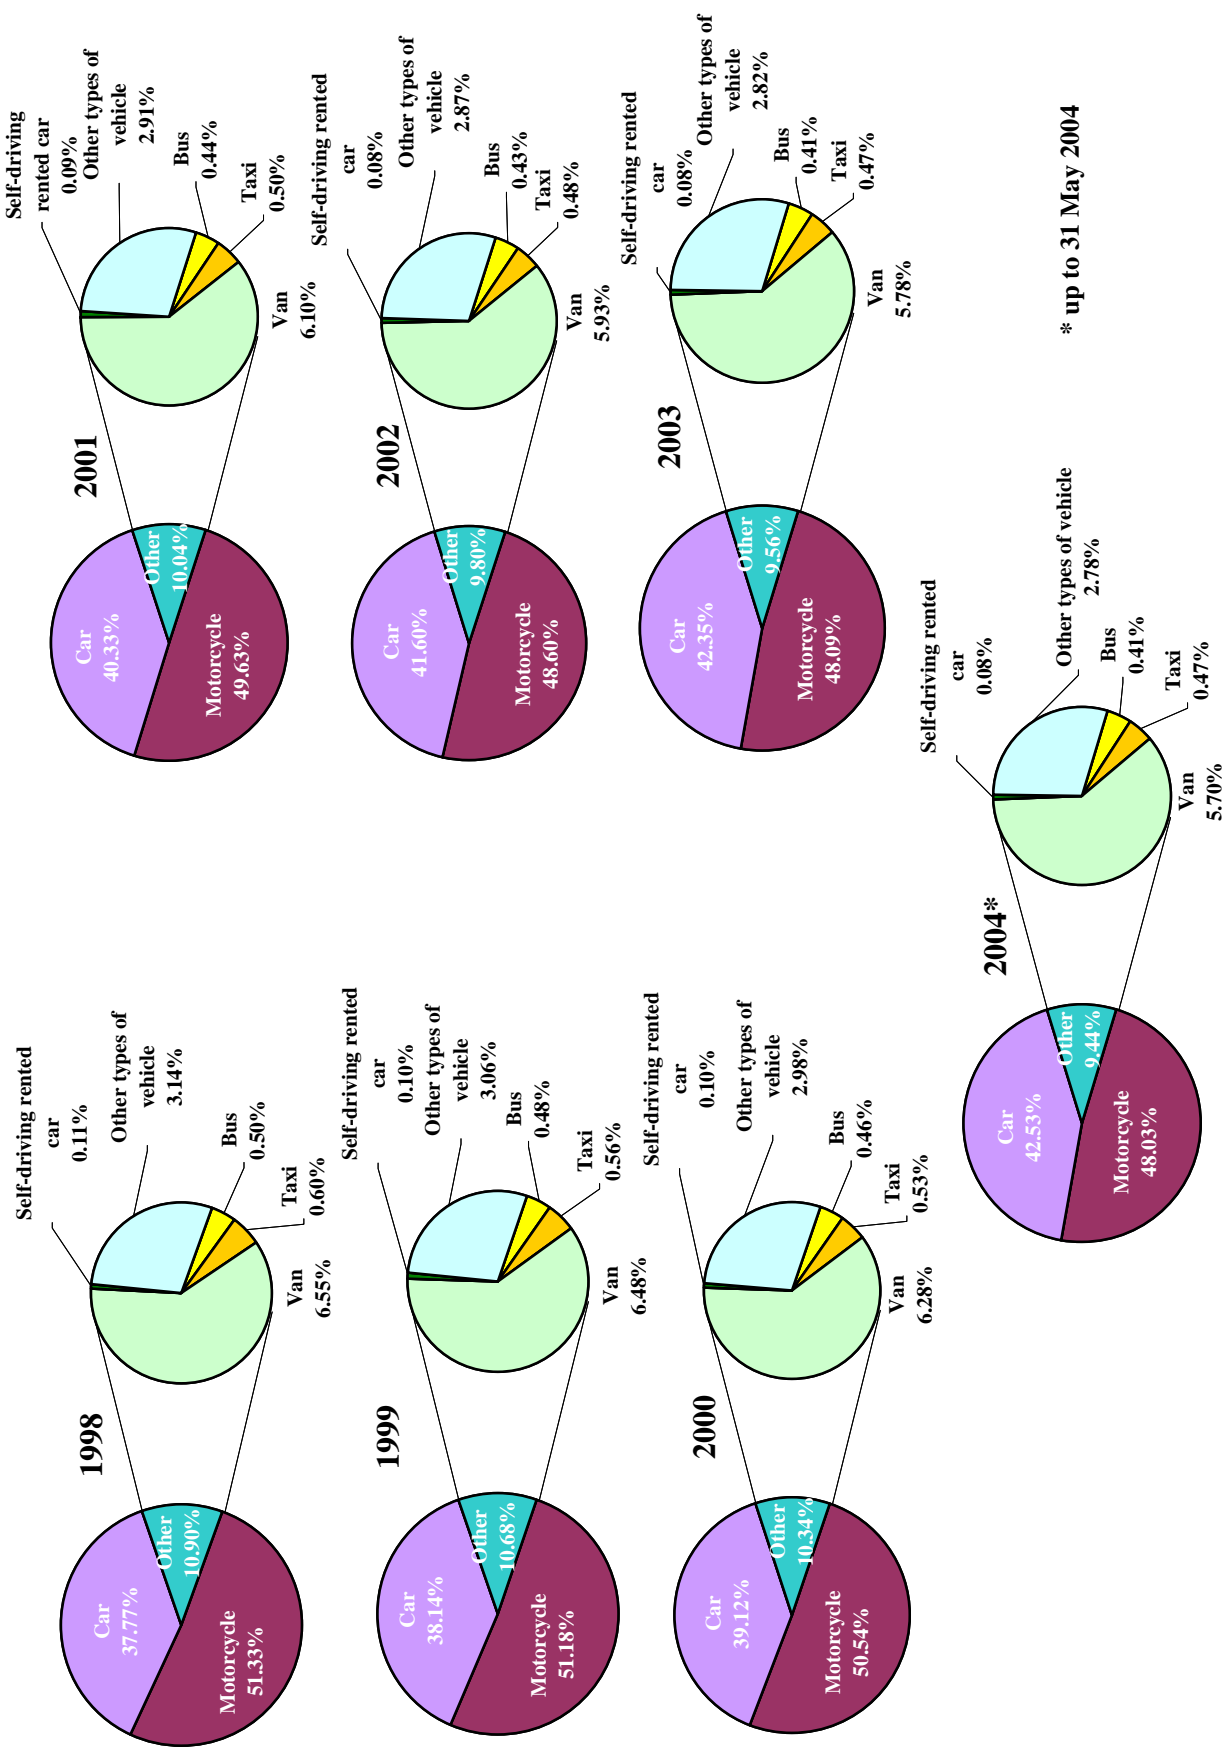 1998
Car
37.77%
Other
10.90%
Motorcycle
51.33%
Self-driving rented
car
0.11%
Other types of
vehicle
3.14%
Bus
0.50%
Taxi
0.60%
Van
6.55%
1999
Car
38.14%
Other
10.68%
Motorcycle
51.18%
Self-driving rented
car
0.10%
Other types of
vehicle
3.06%
Bus
0.48%
Taxi
0.56%
Van
6.48%
2000
Car
39.12%
Other
10.34%
Motorcycle
50.54%
Self-driving rented
car
0.10%
Other types of
vehicle
2.98%
Bus
0.46%
Taxi
0.53%
Van
6.28%
2001
Car
40.33%
Other
10.04%
Motorcycle
49.63%
Self-driving
rented car
0.09%
Other types of
vehicle
2.91%
Bus
0.44%
Taxi
0.50%
Van
6.10%
2002
Car
41.60%
Other
9.80%
Motorcycle
48.60%
Self-driving rented
car
0.08%
Other types of
vehicle
2.87%
Bus
0.43%
Taxi
0.48%
Van
5.93%
2003
Car
42.35%
Other
9.56%
Motorcycle
48.09%
Self-driving rented
car
0.08%
Other types of
vehicle
2.82%
Bus
0.41%
Taxi
0.47%
Van
5.78%
2004*
Car
42.53%
Other
9.44%
Motorcycle
48.03%
Self-driving rented
car
0.08%
Other types of vehicle
2.78%
Bus
0.41%
Taxi
0.47%
Van
5.70%
* up to 31 May 2004